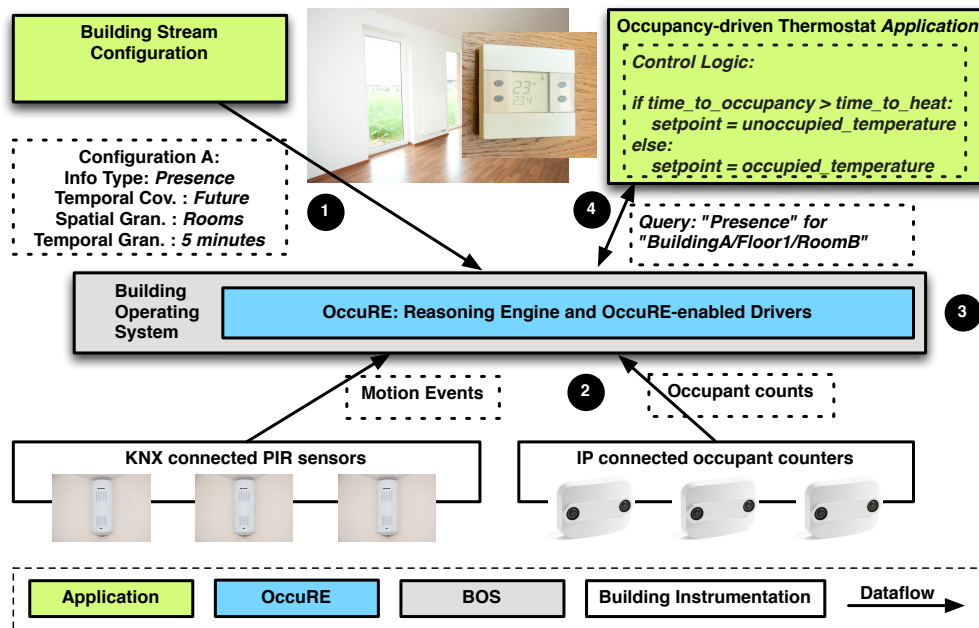 Building Stream
Configuration
Occupancy-driven Thermostat Application
Control Logic:
if time_to_occupancy > time_to_heat:
setpoint = unoccupied_temperature
else:
setpoint = occupied_temperature
23°
23.4
Configuration A:
Info Type: Presence
Temporal Cov. : Future
Spatial Gran. : Rooms
Temporal Gran. : 5 minutes
1
4
Query: "Presence" for
"BuildingA/Floor1/RoomB"
Building
Operating
System
OccuRE: Reasoning Engine and OccuRE-enabled Drivers
3
Motion Events
2
Occupant counts
KNX connected PIR sensors
IP connected occupant counters
Application
OccuRE
BOS
Building Instrumentation
Dataflow